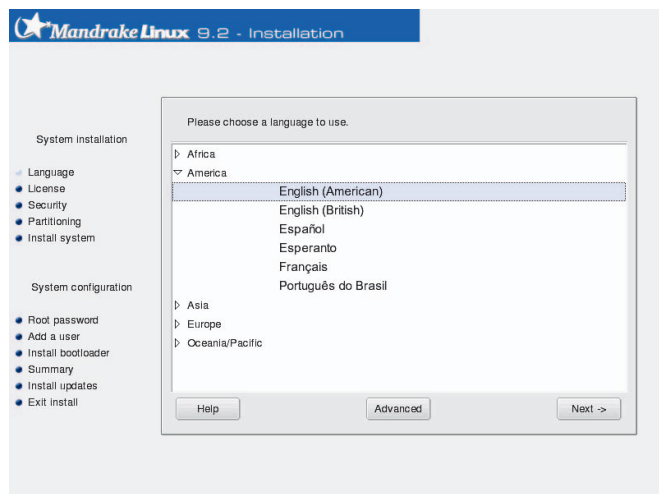 Mandrake Linux 9.2 - Installation
System installation
Language
License
Security
Partitioning
Install system
System configuration
Root password
Add a user
Install bootloader
Summary
Install updates
Exit install
Please choose a language to use.
Africa
America
English (American)
English (British)
Español
Esperanto
Français
Português do Brasil
Asia
Europe
Oceania/Pacific
Help
Advanced
Next ->